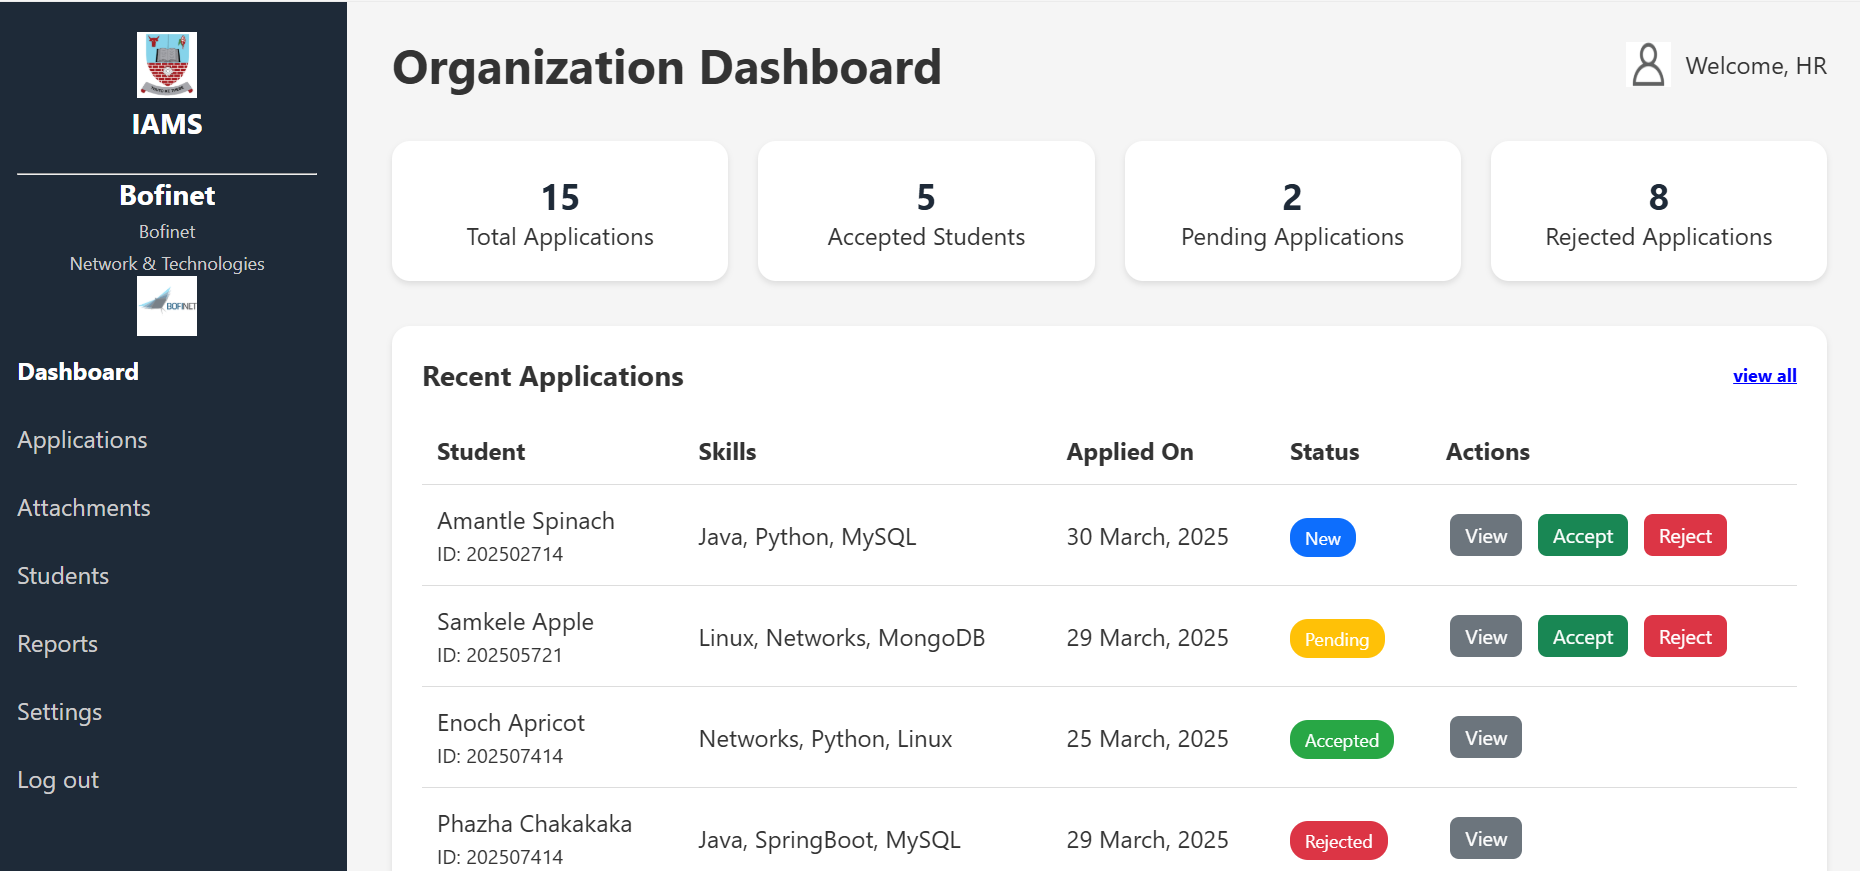 IAMS
Bofinet
Bofinet
Network & Technologies
BOFINET
Dashboard
Applications
Attachments
Students
Reports
Settings
Log out
Organization Dashboard
Welcome, HR
15
Total Applications
5
Accepted Students
2
Pending Applications
8
Rejected Applications
Recent Applications
view all
Student Skills Applied On Status Actions
Amantle Spinach
ID: 202502714
Java, Python, MySQL 30 March, 2025 New View Accept Reject
Samkele Apple
ID: 202505721
Linux, Networks, MongoDB 29 March, 2025 Pending View Accept Reject
Enoch Apricot
ID: 202507414
Networks, Python, Linux 25 March, 2025 Accepted View
Phazha Chakakaka
ID: 202507414
Java, SpringBoot, MySQL 29 March, 2025 Rejected View